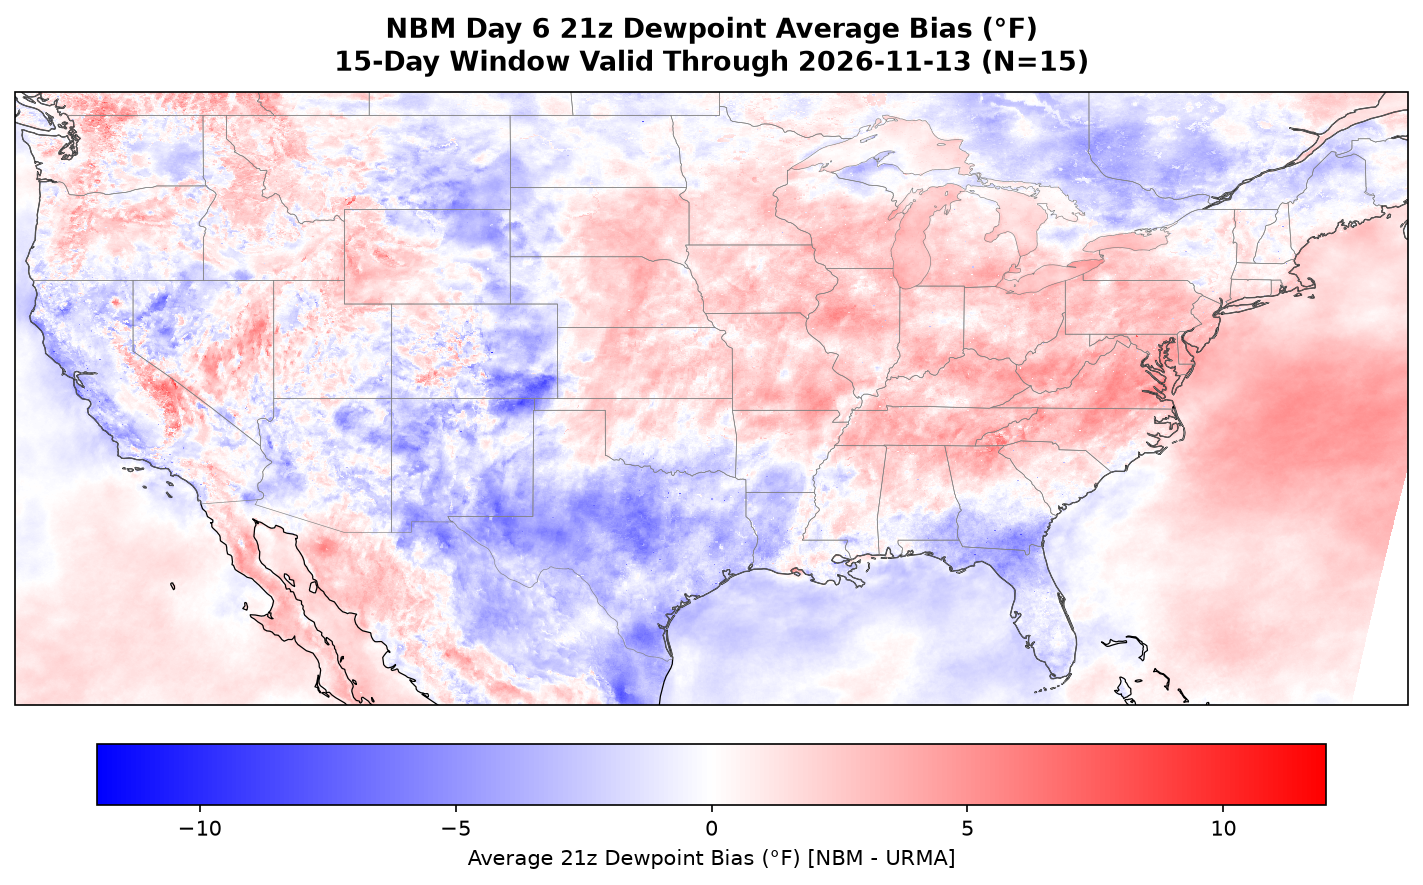 NBM Day 6 21z Dewpoint Average Bias (°F)
15-Day Window Valid Through 2026-11-13 (N=15)
−10 −5 0 5 10
Average 21z Dewpoint Bias (°F) [NBM - URMA]